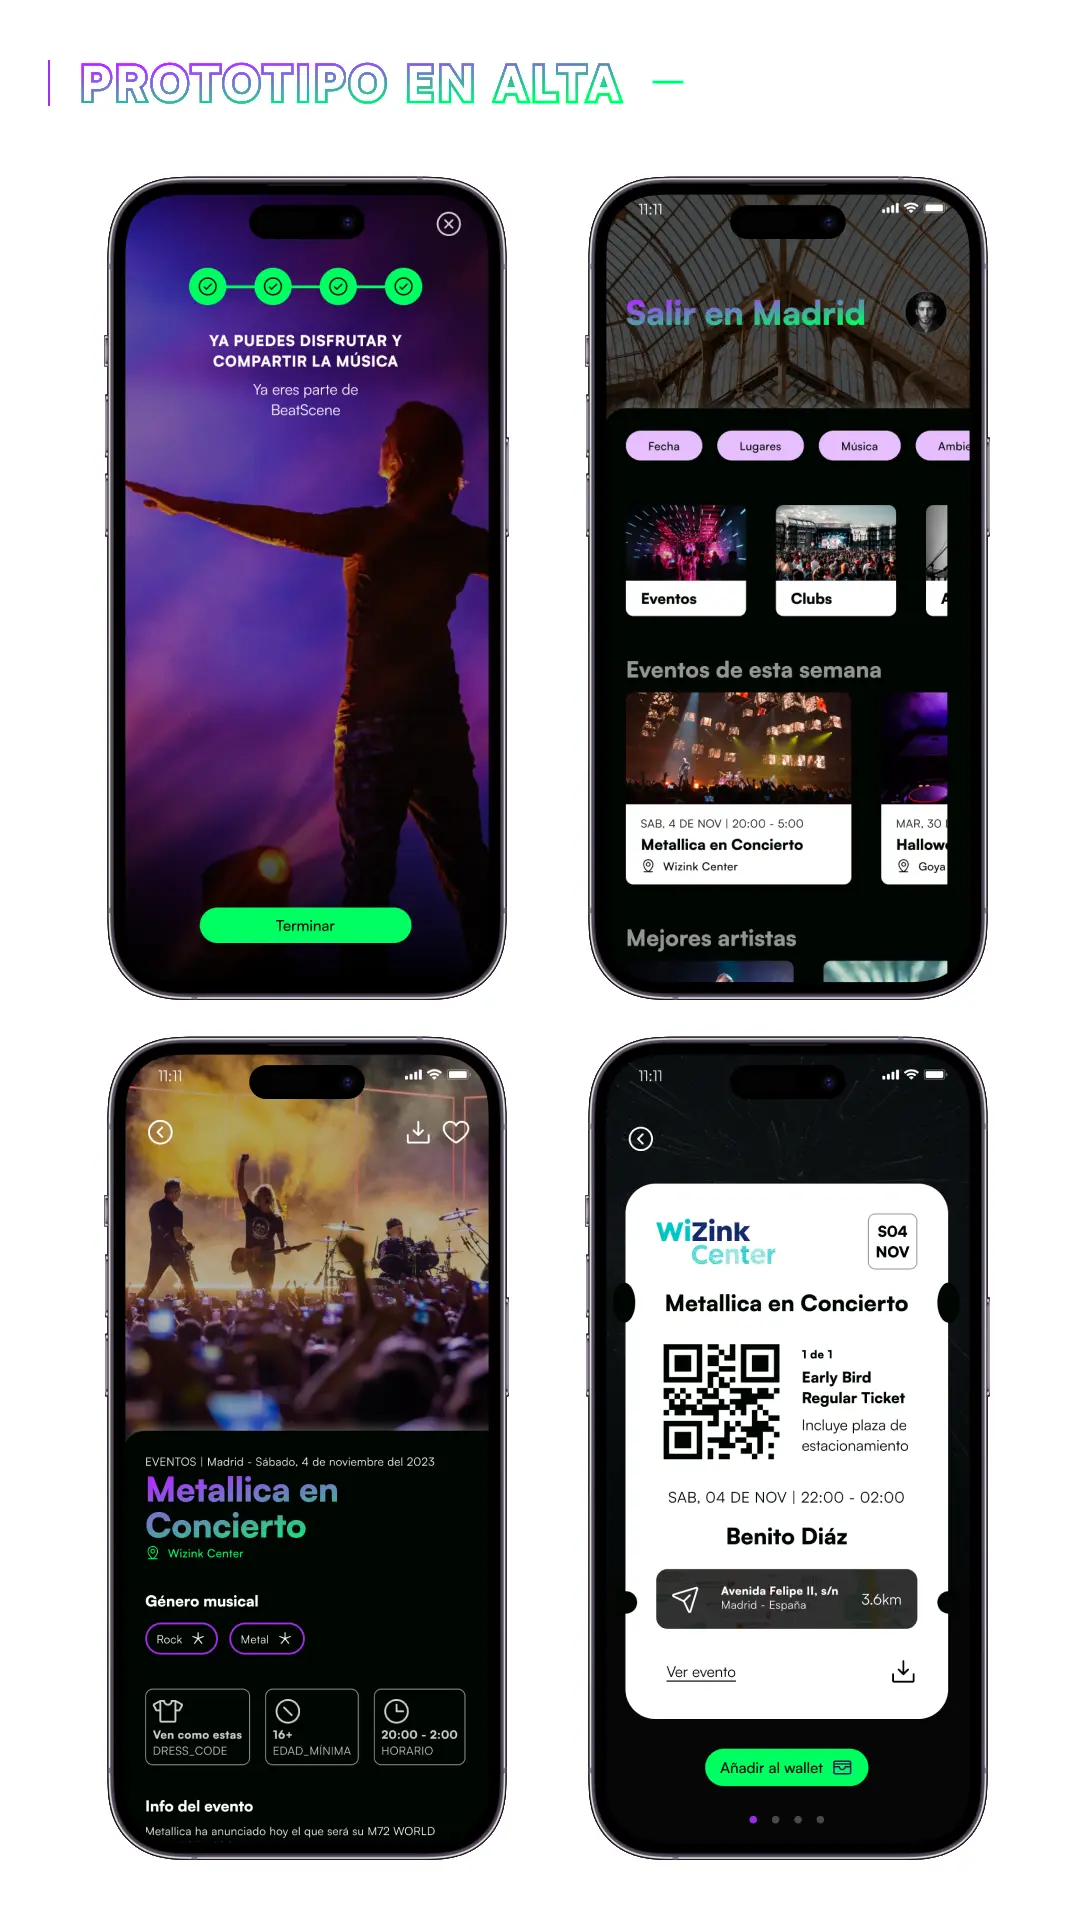 PROTOTIPO EN ALTA
YA PUEDES DISFRUTAR Y
COMPARTIR LA MÚSICA
Ya eres parte de
BeatScene
Terminar
11:11
Salir en Madrid
Fecha
Lugares
Música
Ambie
Eventos
Clubs
A
Eventos de esta semana
SAB, 4 DE NOV | 20:00 - 5:00
Metallica en Concierto
Wizink Center
MAR, 30
Hallow
Goya
Mejores artistas
11:11
EVENTOS | Madrid - Sábado, 4 de noviembre del 2023
Metallica en
Concierto
Wizink Center
Género musical
Rock
Metal
Ven como estas
DRESS_CODE
16+
EDAD_MÍNIMA
20:00 - 2:00
HORARIO
Info del evento
Metallica ha anunciado hoy el que será su M72 WORLD
11:11
WiZink
Center
S04
NOV
Metallica en Concierto
1 de 1
Early Bird
Regular Ticket
Incluye plaza de
estacionamiento
SAB, 04 DE NOV | 22:00 - 02:00
Benito Diáz
Avenida Felipe II, s/n
Madrid - España
3.6km
Ver evento
Añadir al wallet